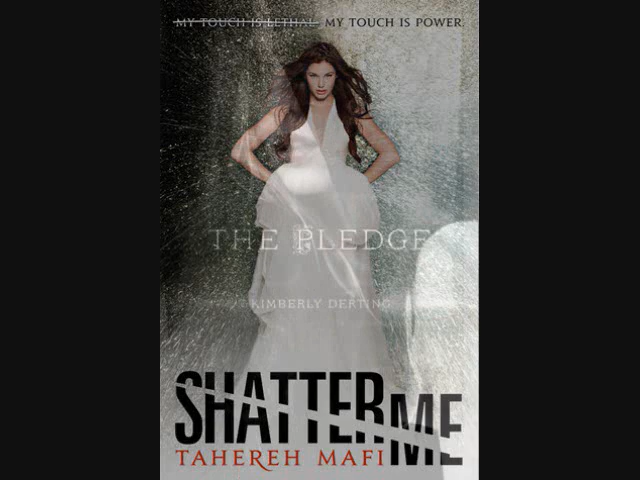 MY TOUCH IS LETHAL. MY TOUCH IS POWER.
THE PLEDGE
KIMBERLY DERTING
SHATTER ME
TAHEREH MAFI